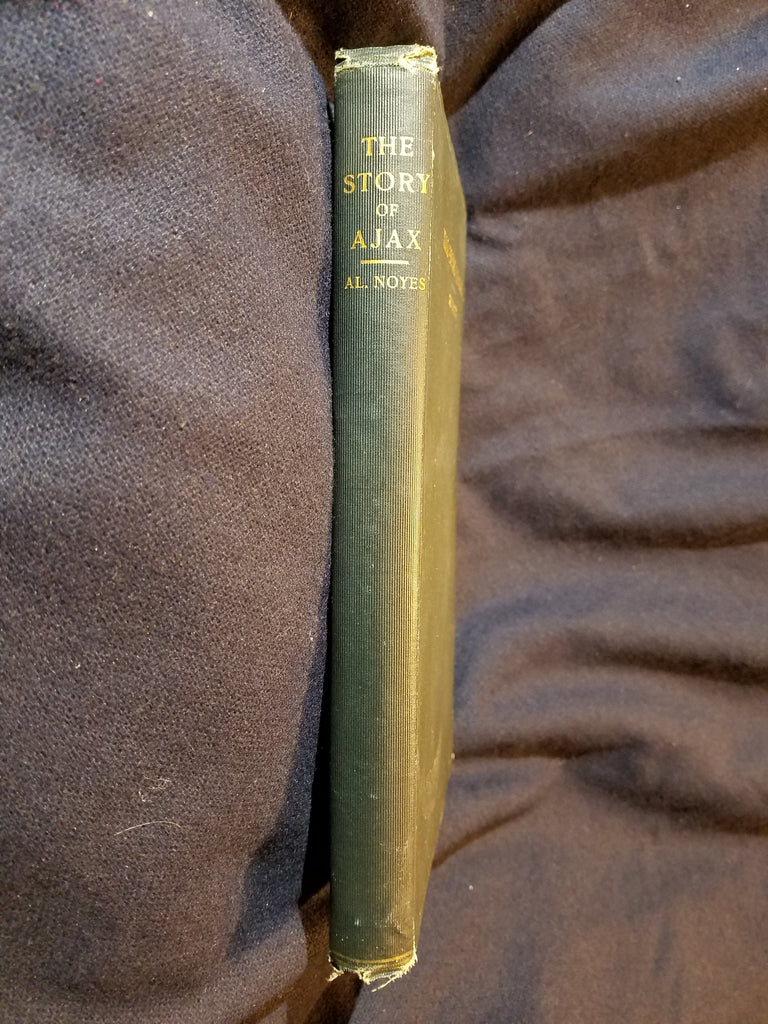 THE
STORY
OF
AJAX
AL. NOYES